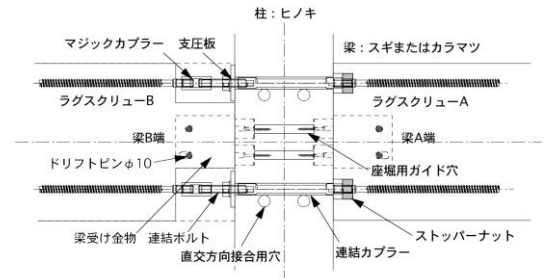 柱：ヒノキ
マジックカプラー
支圧板
梁：スギまたはカラマツ
ラグスクリューB
ラグスクリューA
梁B端
梁A端
ドリフトピンφ10
座堀用ガイド穴
梁受け金物
連結ボルト
連結カプラー
ストッパーナット
直交方向接合用穴